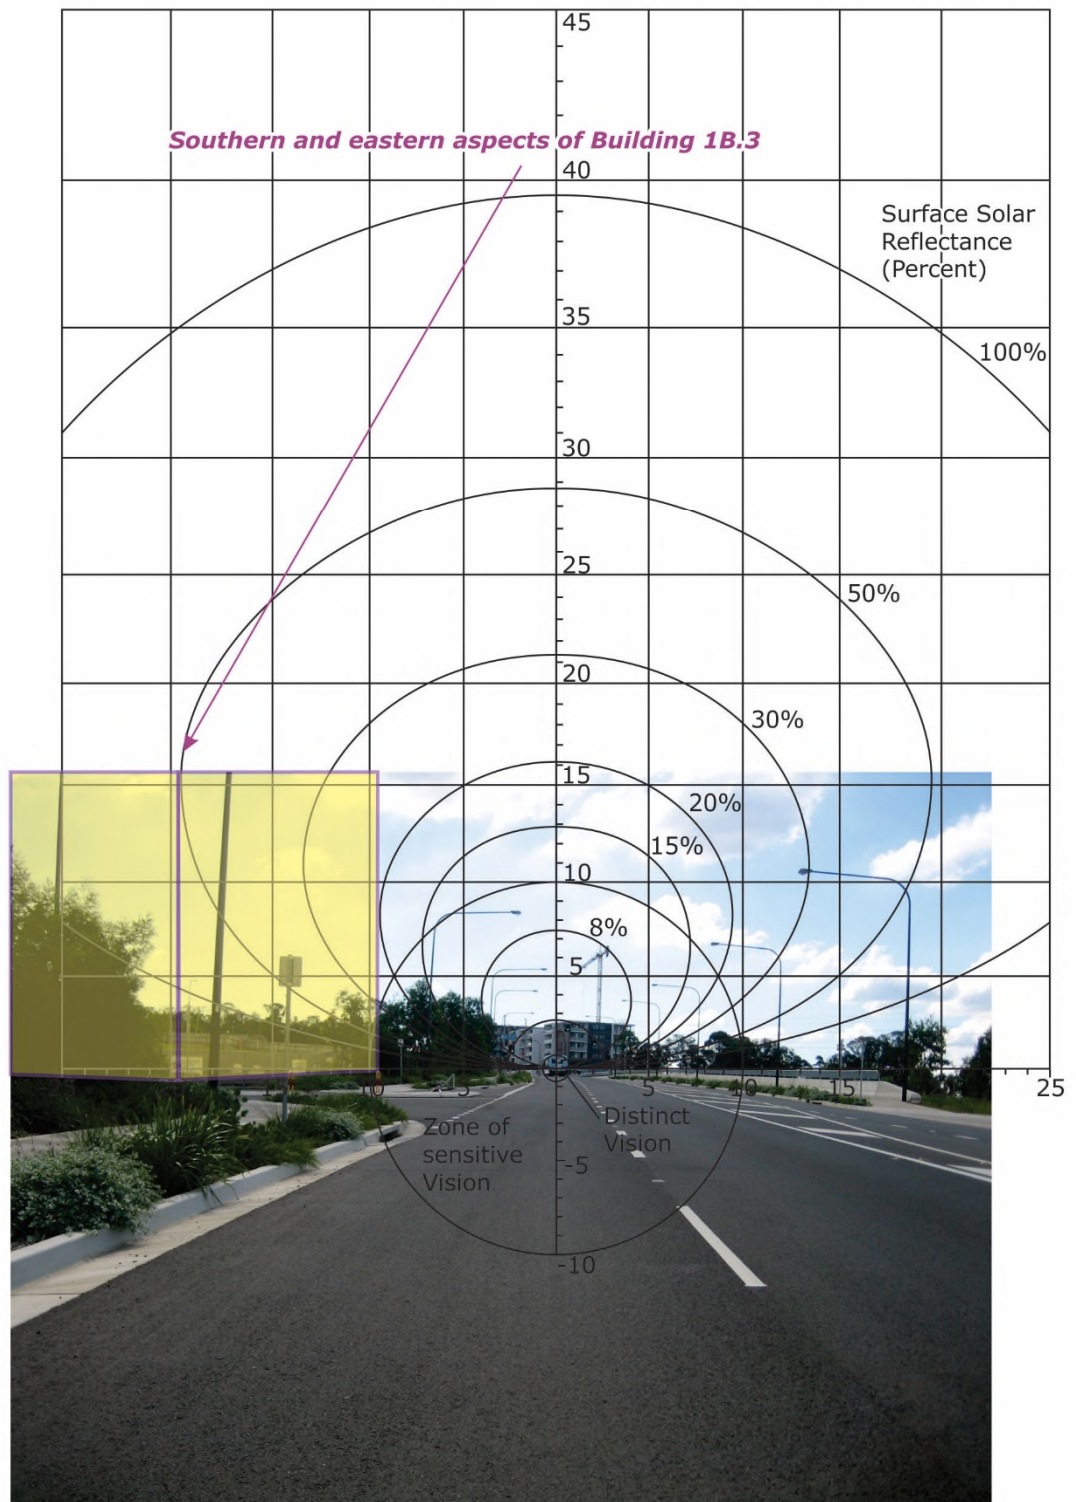 45
Southern and eastern aspects of Building 1B.3
40
Surface Solar
Reflectance
(Percent)
35
100%
30
25
50%
20
30%
15
20%
15%
10
8%
5
10
5
5
10
15
25
Zone of
sensitive
Vision
Distinct
Vision
-5
-10